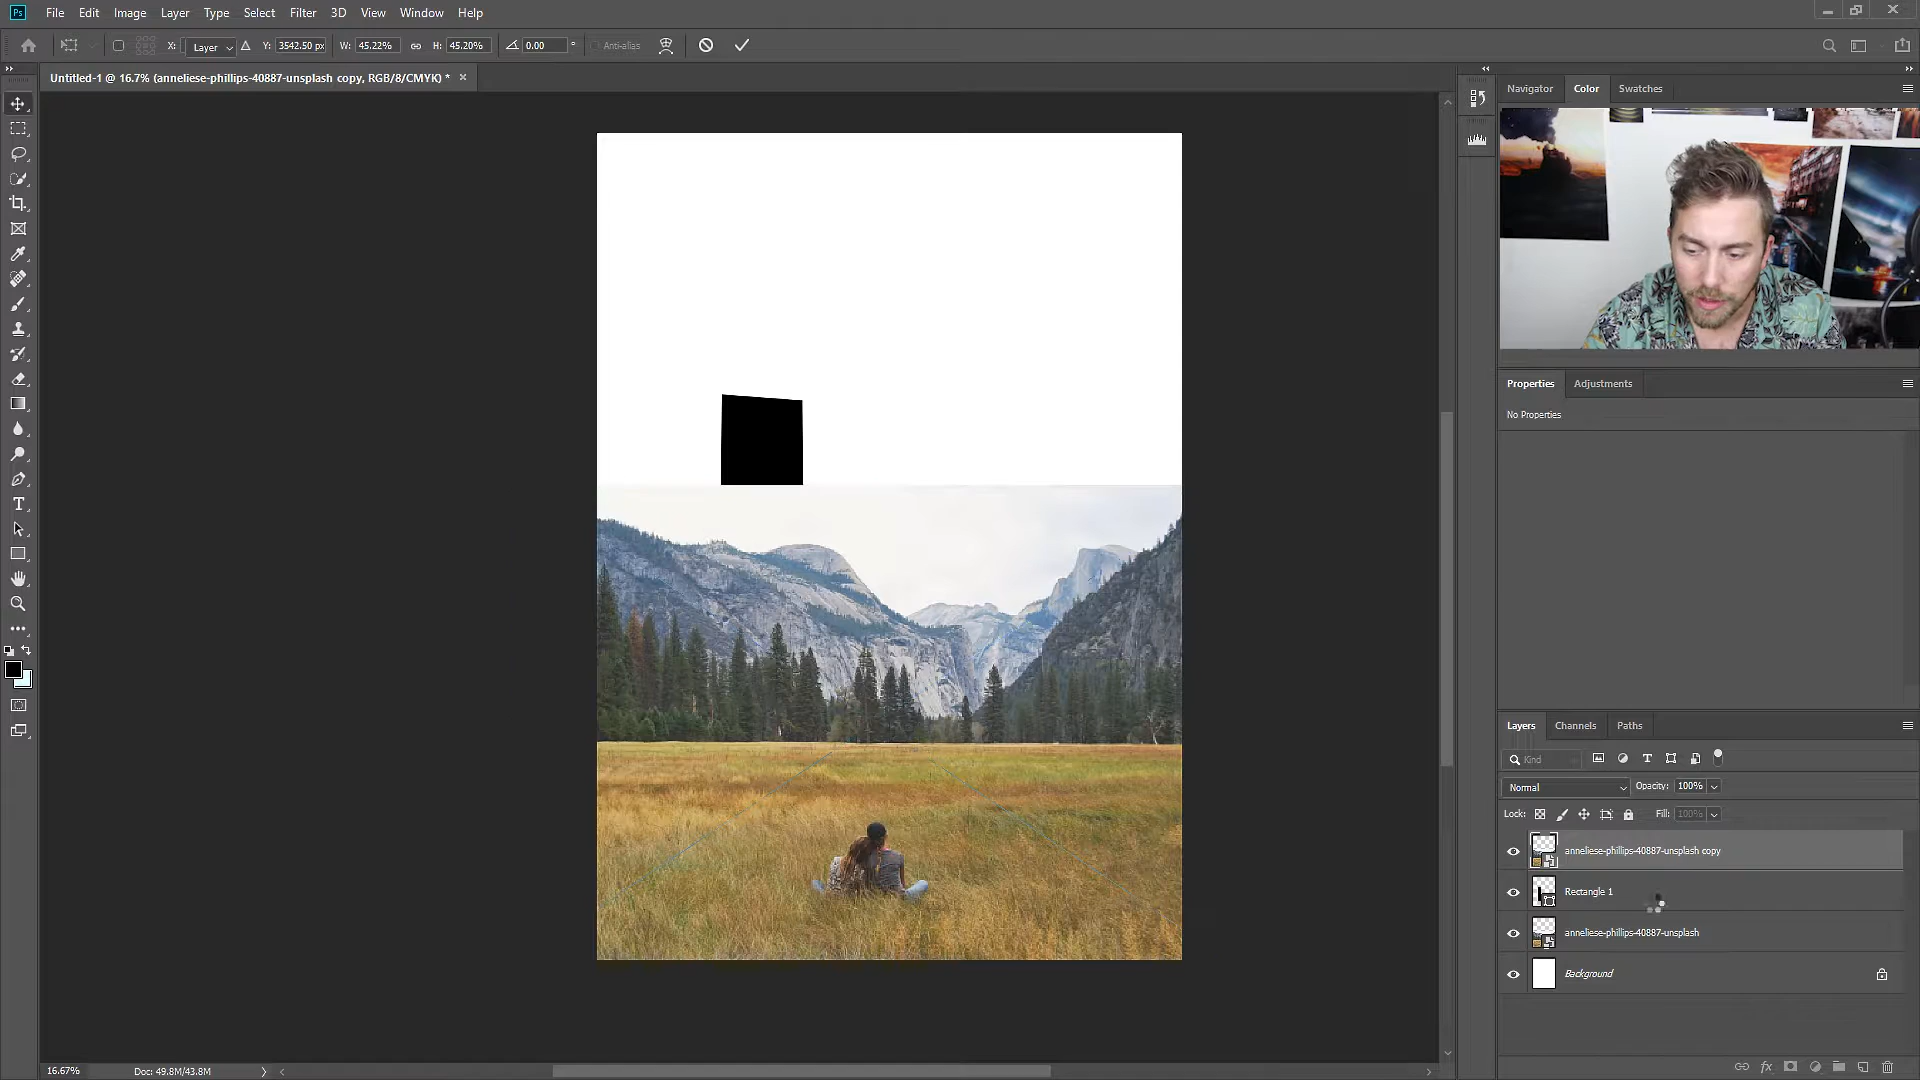 Ps File Edit Image Layer Type Select Filter 3D View Window Help
X: Layer Y: 3542.50 px W: 45.22% H: 45.20% 0.00 ° Anti-alias
Untitled-1 @ 16.7% (anneliese-phillips-40887-unsplash copy, RGB/8/CMYK) *
Navigator Color Swatches
Properties Adjustments
No Properties
Layers Channels Paths
Kind
Normal Opacity: 100%
Lock: Fill: 100%
anneliese-phillips-40887-unsplash copy
Rectangle 1
anneliese-phillips-40887-unsplash
Background
16.67% Doc: 49.8M/43.8M